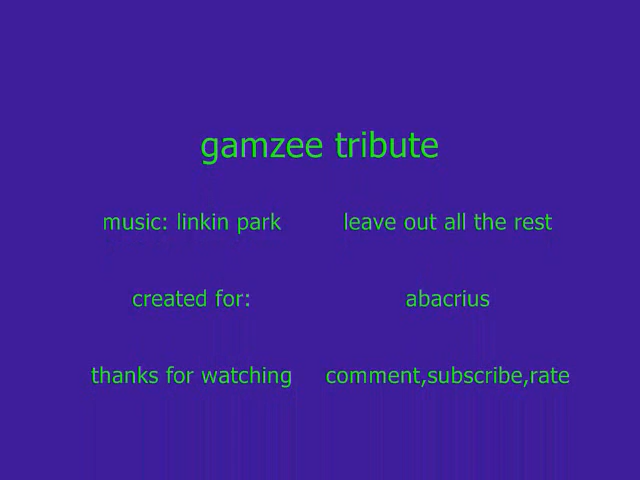 gamzee tribute
music: linkin park leave out all the rest
created for: abacrius
thanks for watching comment,subscribe,rate